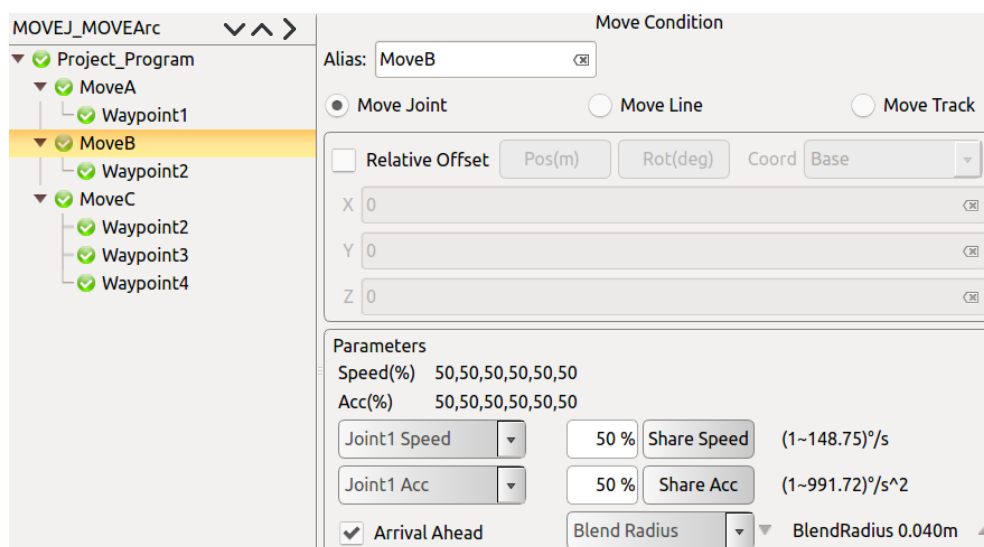 MOVEJ_MOVEArc
Project_Program
MoveA
Waypoint1
MoveB
Waypoint2
MoveC
Waypoint2
Waypoint3
Waypoint4
Move Condition
Alias: MoveB
Move Joint Move Line Move Track
Relative Offset Pos(m) Rot(deg) Coord Base
X 0
Y 0
Z 0
Parameters
Speed(%) 50,50,50,50,50,50
Acc(%) 50,50,50,50,50,50
Joint1 Speed 50 % Share Speed (1~148.75)°/s
Joint1 Acc 50 % Share Acc (1~991.72)°/s^2
Arrival Ahead Blend Radius BlendRadius 0.040m